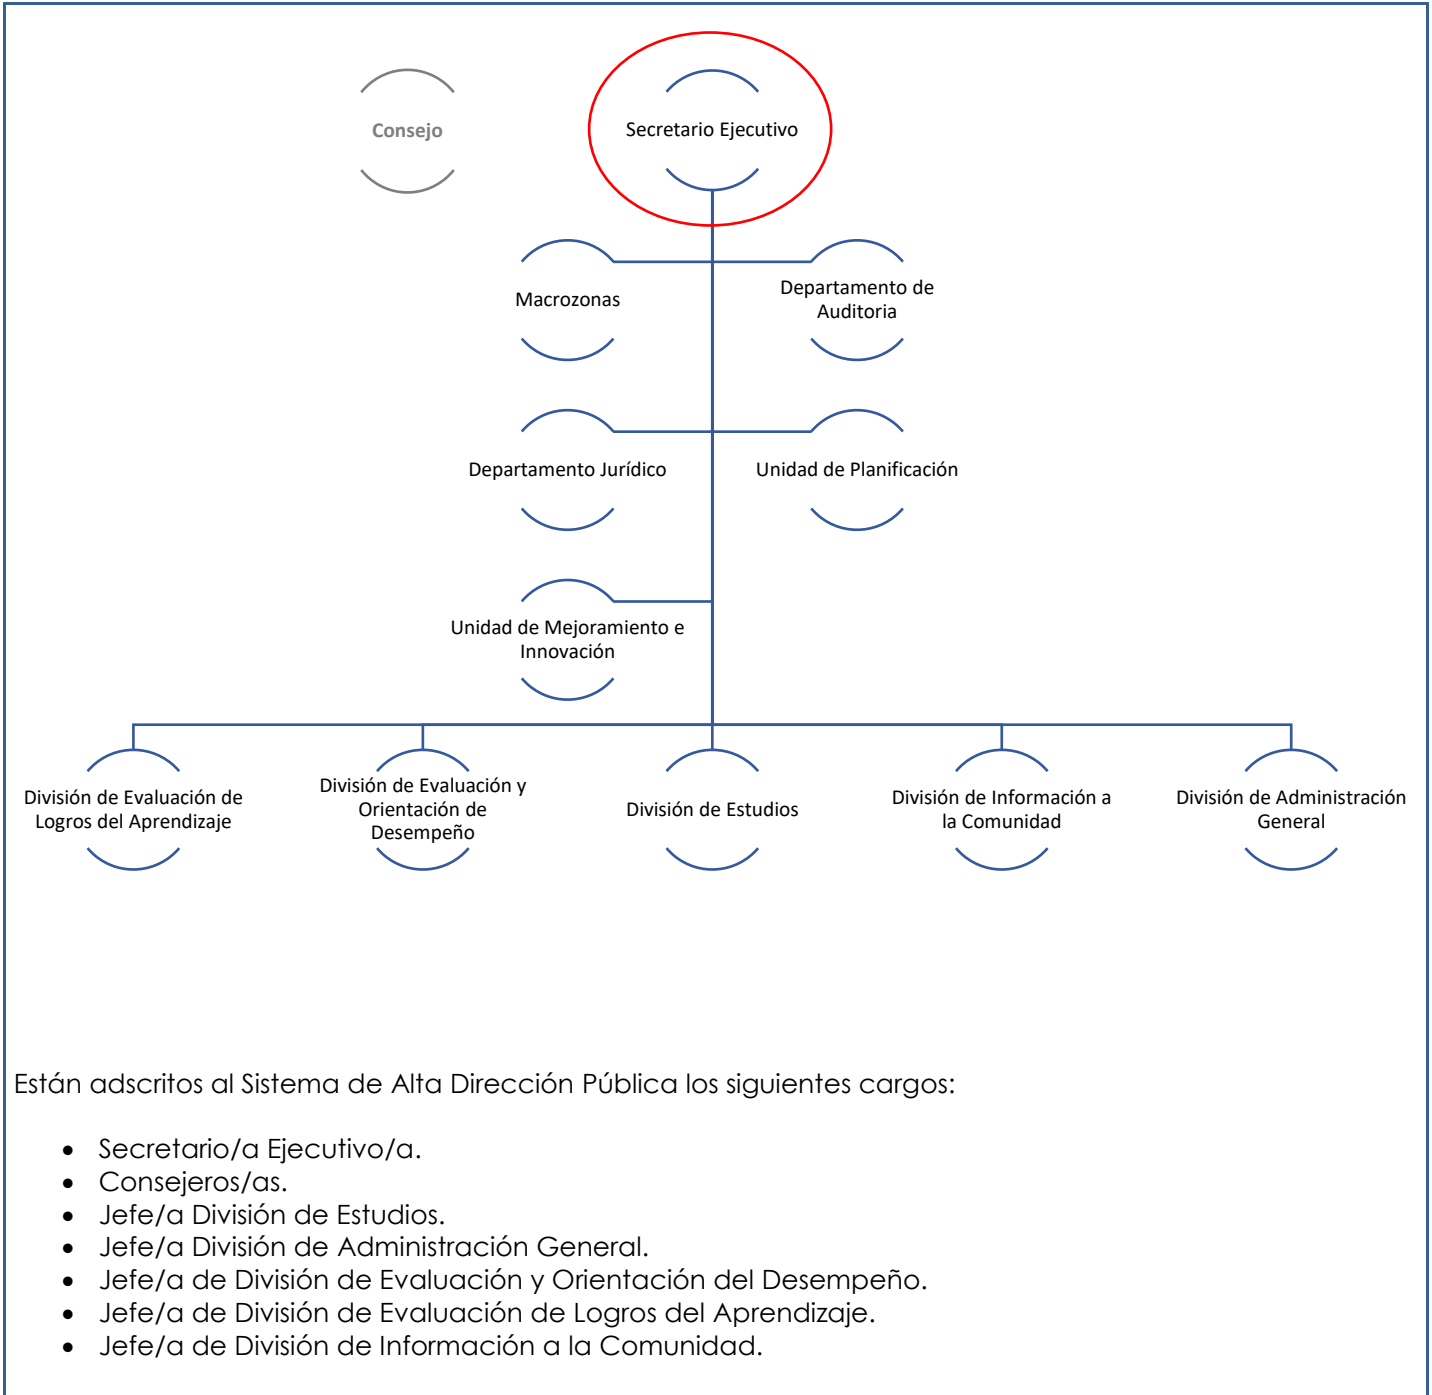 Consejo
Secretario Ejecutivo
Macrozonas
Departamento de
Auditoria
Departamento Jurídico
Unidad de Planificación
Unidad de Mejoramiento e
Innovación
División de Evaluación de
Logros del Aprendizaje
División de Evaluación y
Orientación de
Desempeño
División de Estudios
División de Información a
la Comunidad
División de Administración
General
Están adscritos al Sistema de Alta Dirección Pública los siguientes cargos:
• Secretario/a Ejecutivo/a.
• Consejeros/as.
• Jefe/a División de Estudios.
• Jefe/a División de Administración General.
• Jefe/a de División de Evaluación y Orientación del Desempeño.
• Jefe/a de División de Evaluación de Logros del Aprendizaje.
• Jefe/a de División de Información a la Comunidad.